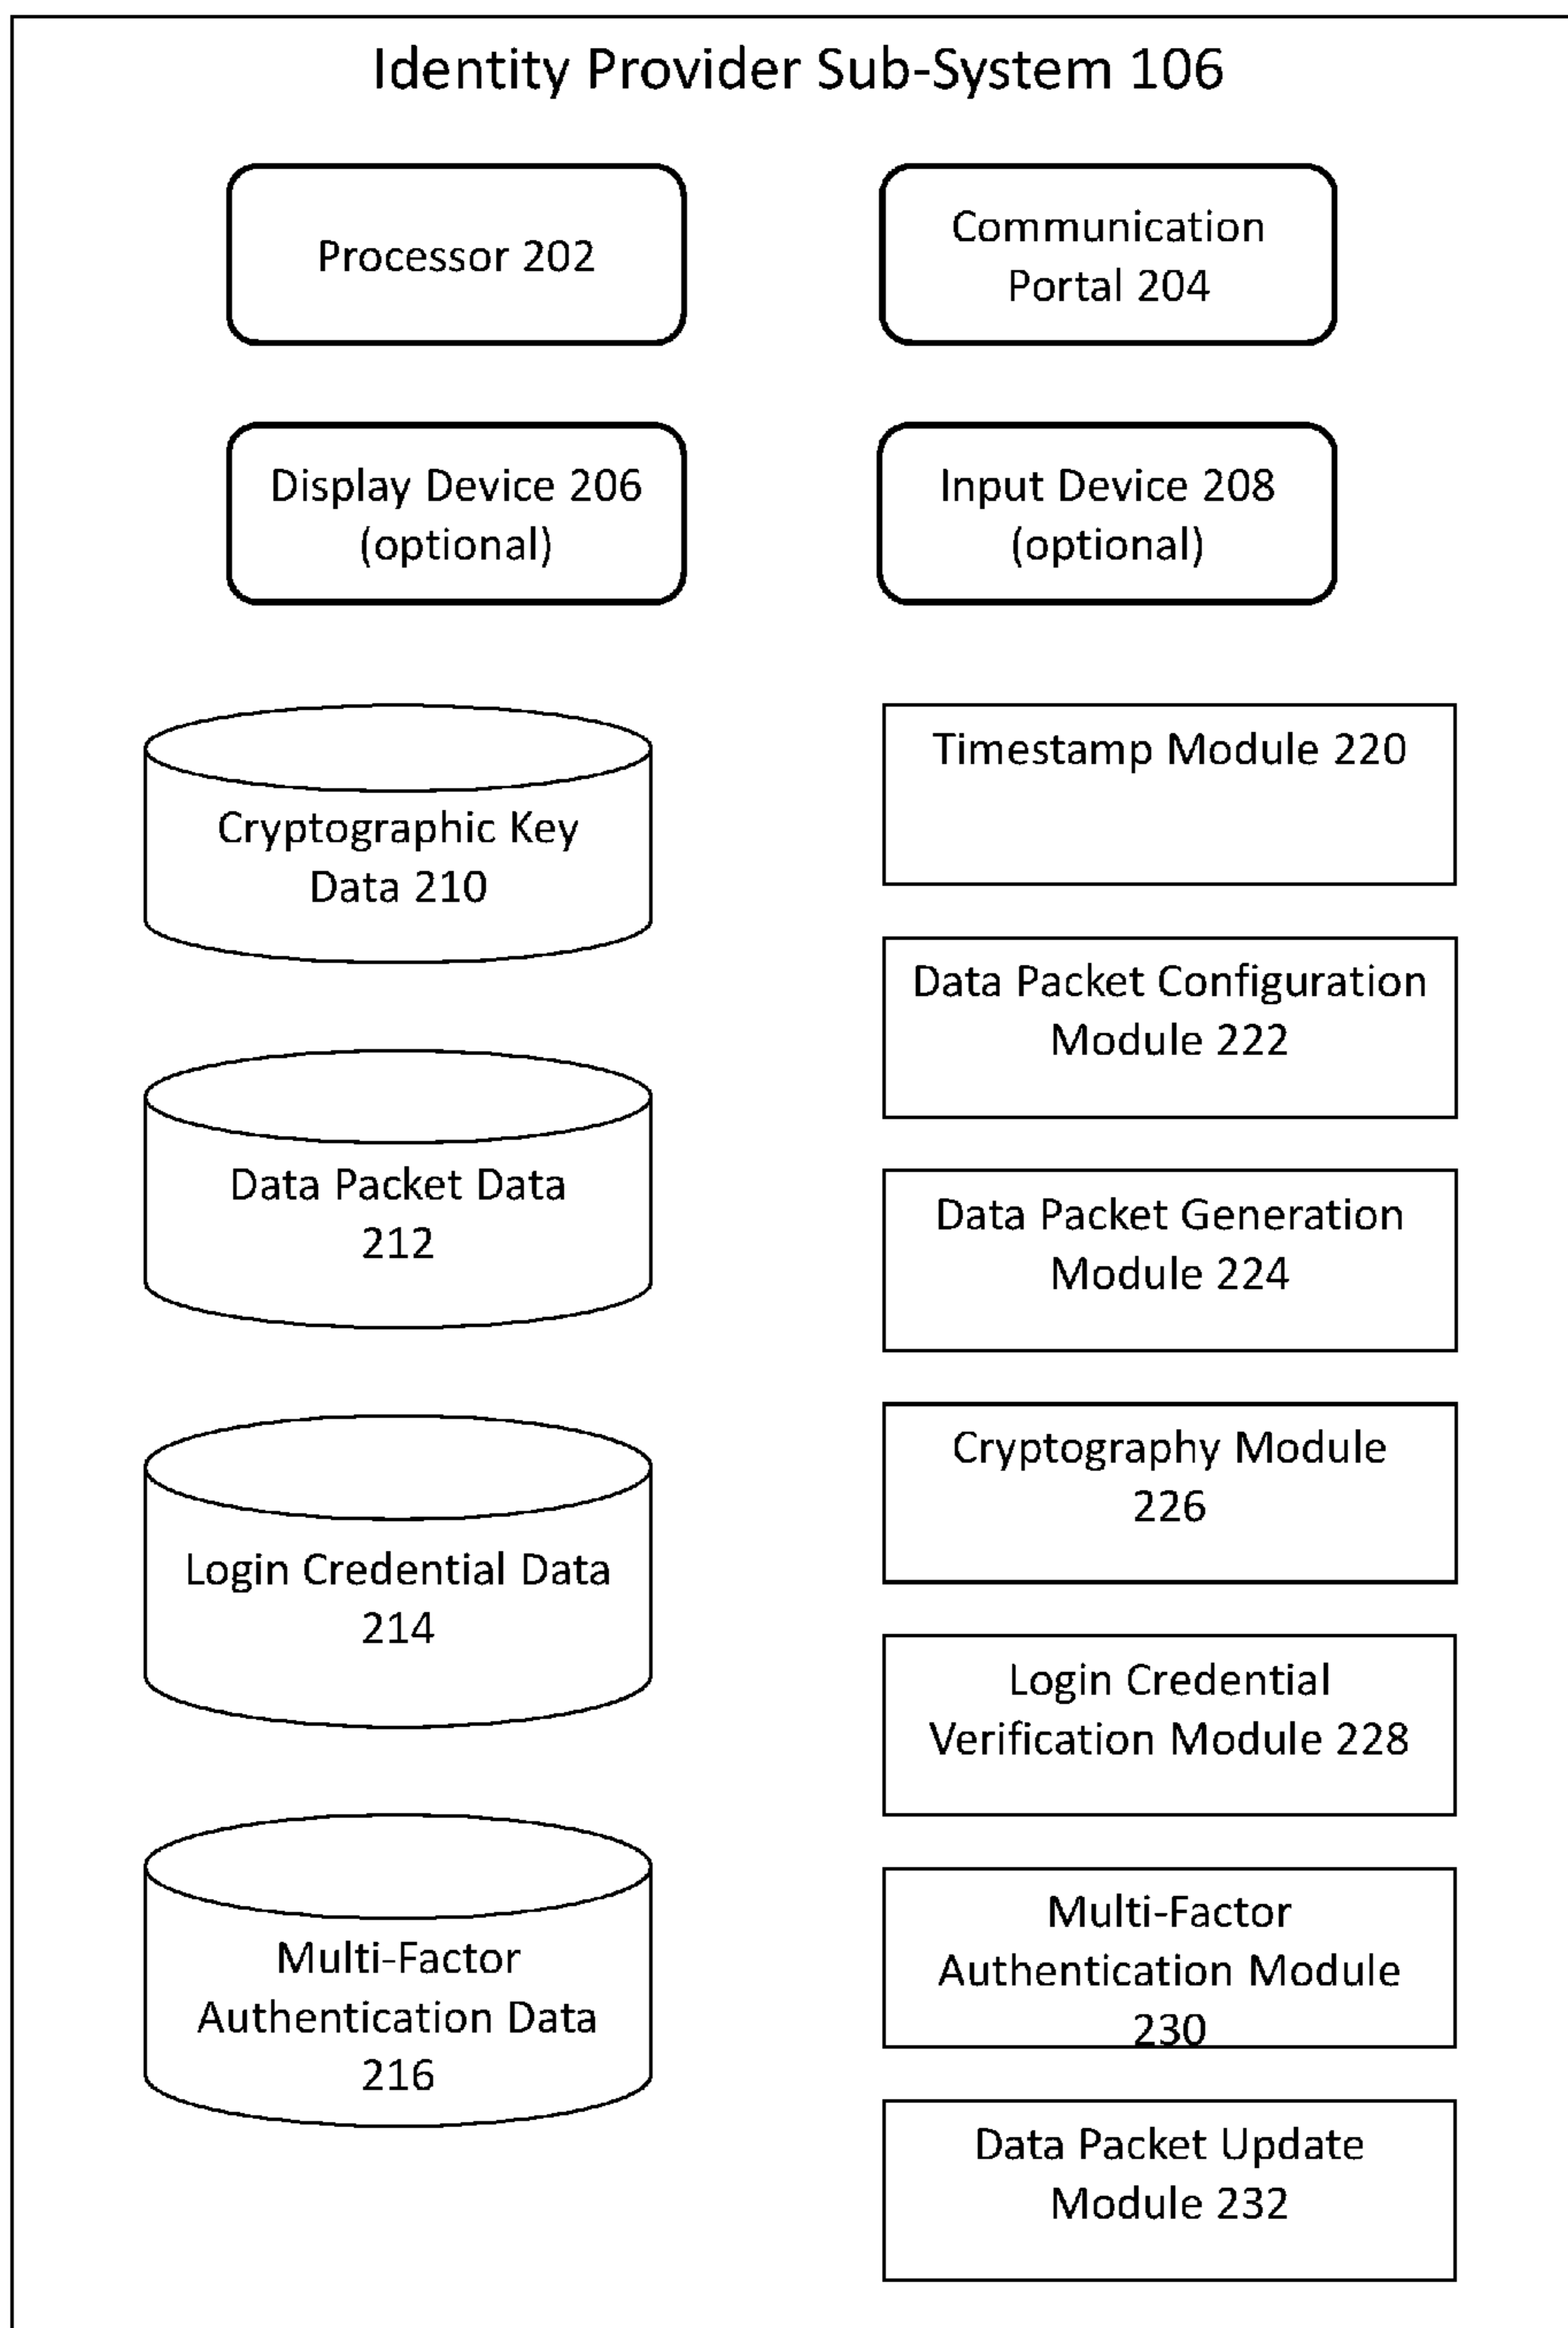 Identity Provider Sub-System 106
Processor 202
Communication
Portal 204
Display Device 206
(optional)
Input Device 208
(optional)
Cryptographic Key
Data 210
Data Packet Data
212
Login Credential Data
214
Multi-Factor
Authentication Data
216
Timestamp Module 220
Data Packet Configuration
Module 222
Data Packet Generation
Module 224
Cryptography Module
226
Login Credential
Verification Module 228
Multi-Factor
Authentication Module
230
Data Packet Update
Module 232